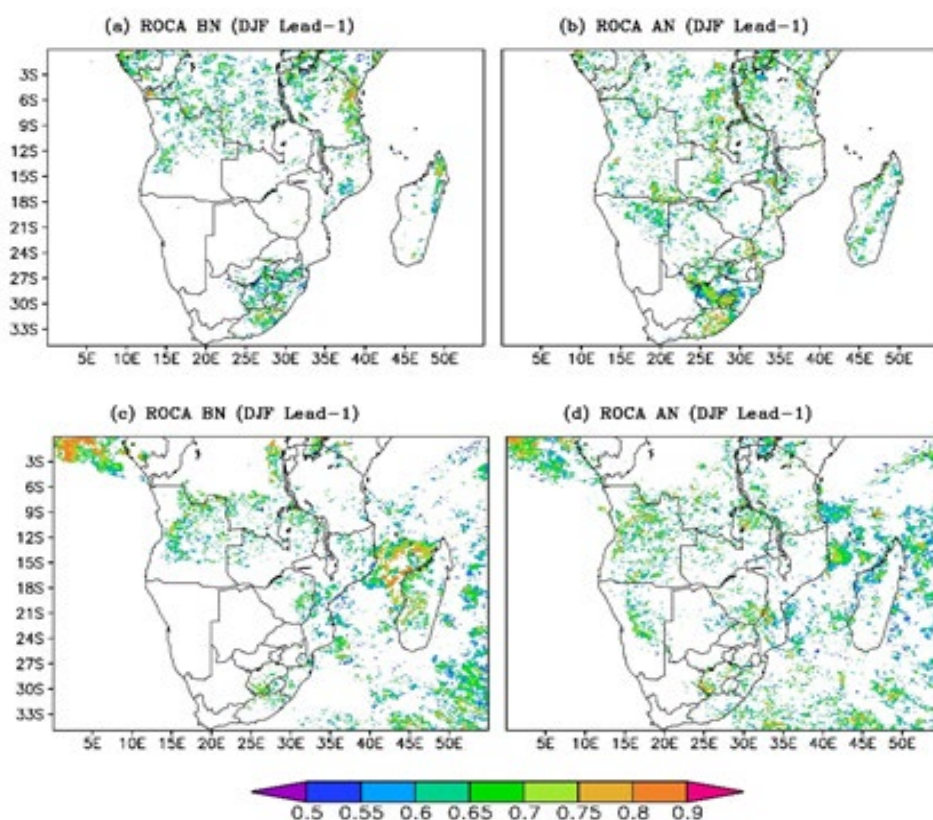 (a) ROCA BN (DJF Lead-1)
(b) ROCA AN (DJF Lead-1)
3S
6S
9S
12S
15S
18S
21S
24S
27S
30S
33S
5E 10E 15E 20E 25E 30E 35E 40E 45E 50E
5E 10E 15E 20E 25E 30E 35E 40E 45E 50E
(c) ROCA BN (DJF Lead-1)
(d) ROCA AN (DJF Lead-1)
3S
6S
9S
12S
15S
18S
21S
24S
27S
30S
33S
5E 10E 15E 20E 25E 30E 35E 40E 45E 50E
5E 10E 15E 20E 25E 30E 35E 40E 45E 50E
0.5 0.55 0.6 0.65 0.7 0.75 0.8 0.9